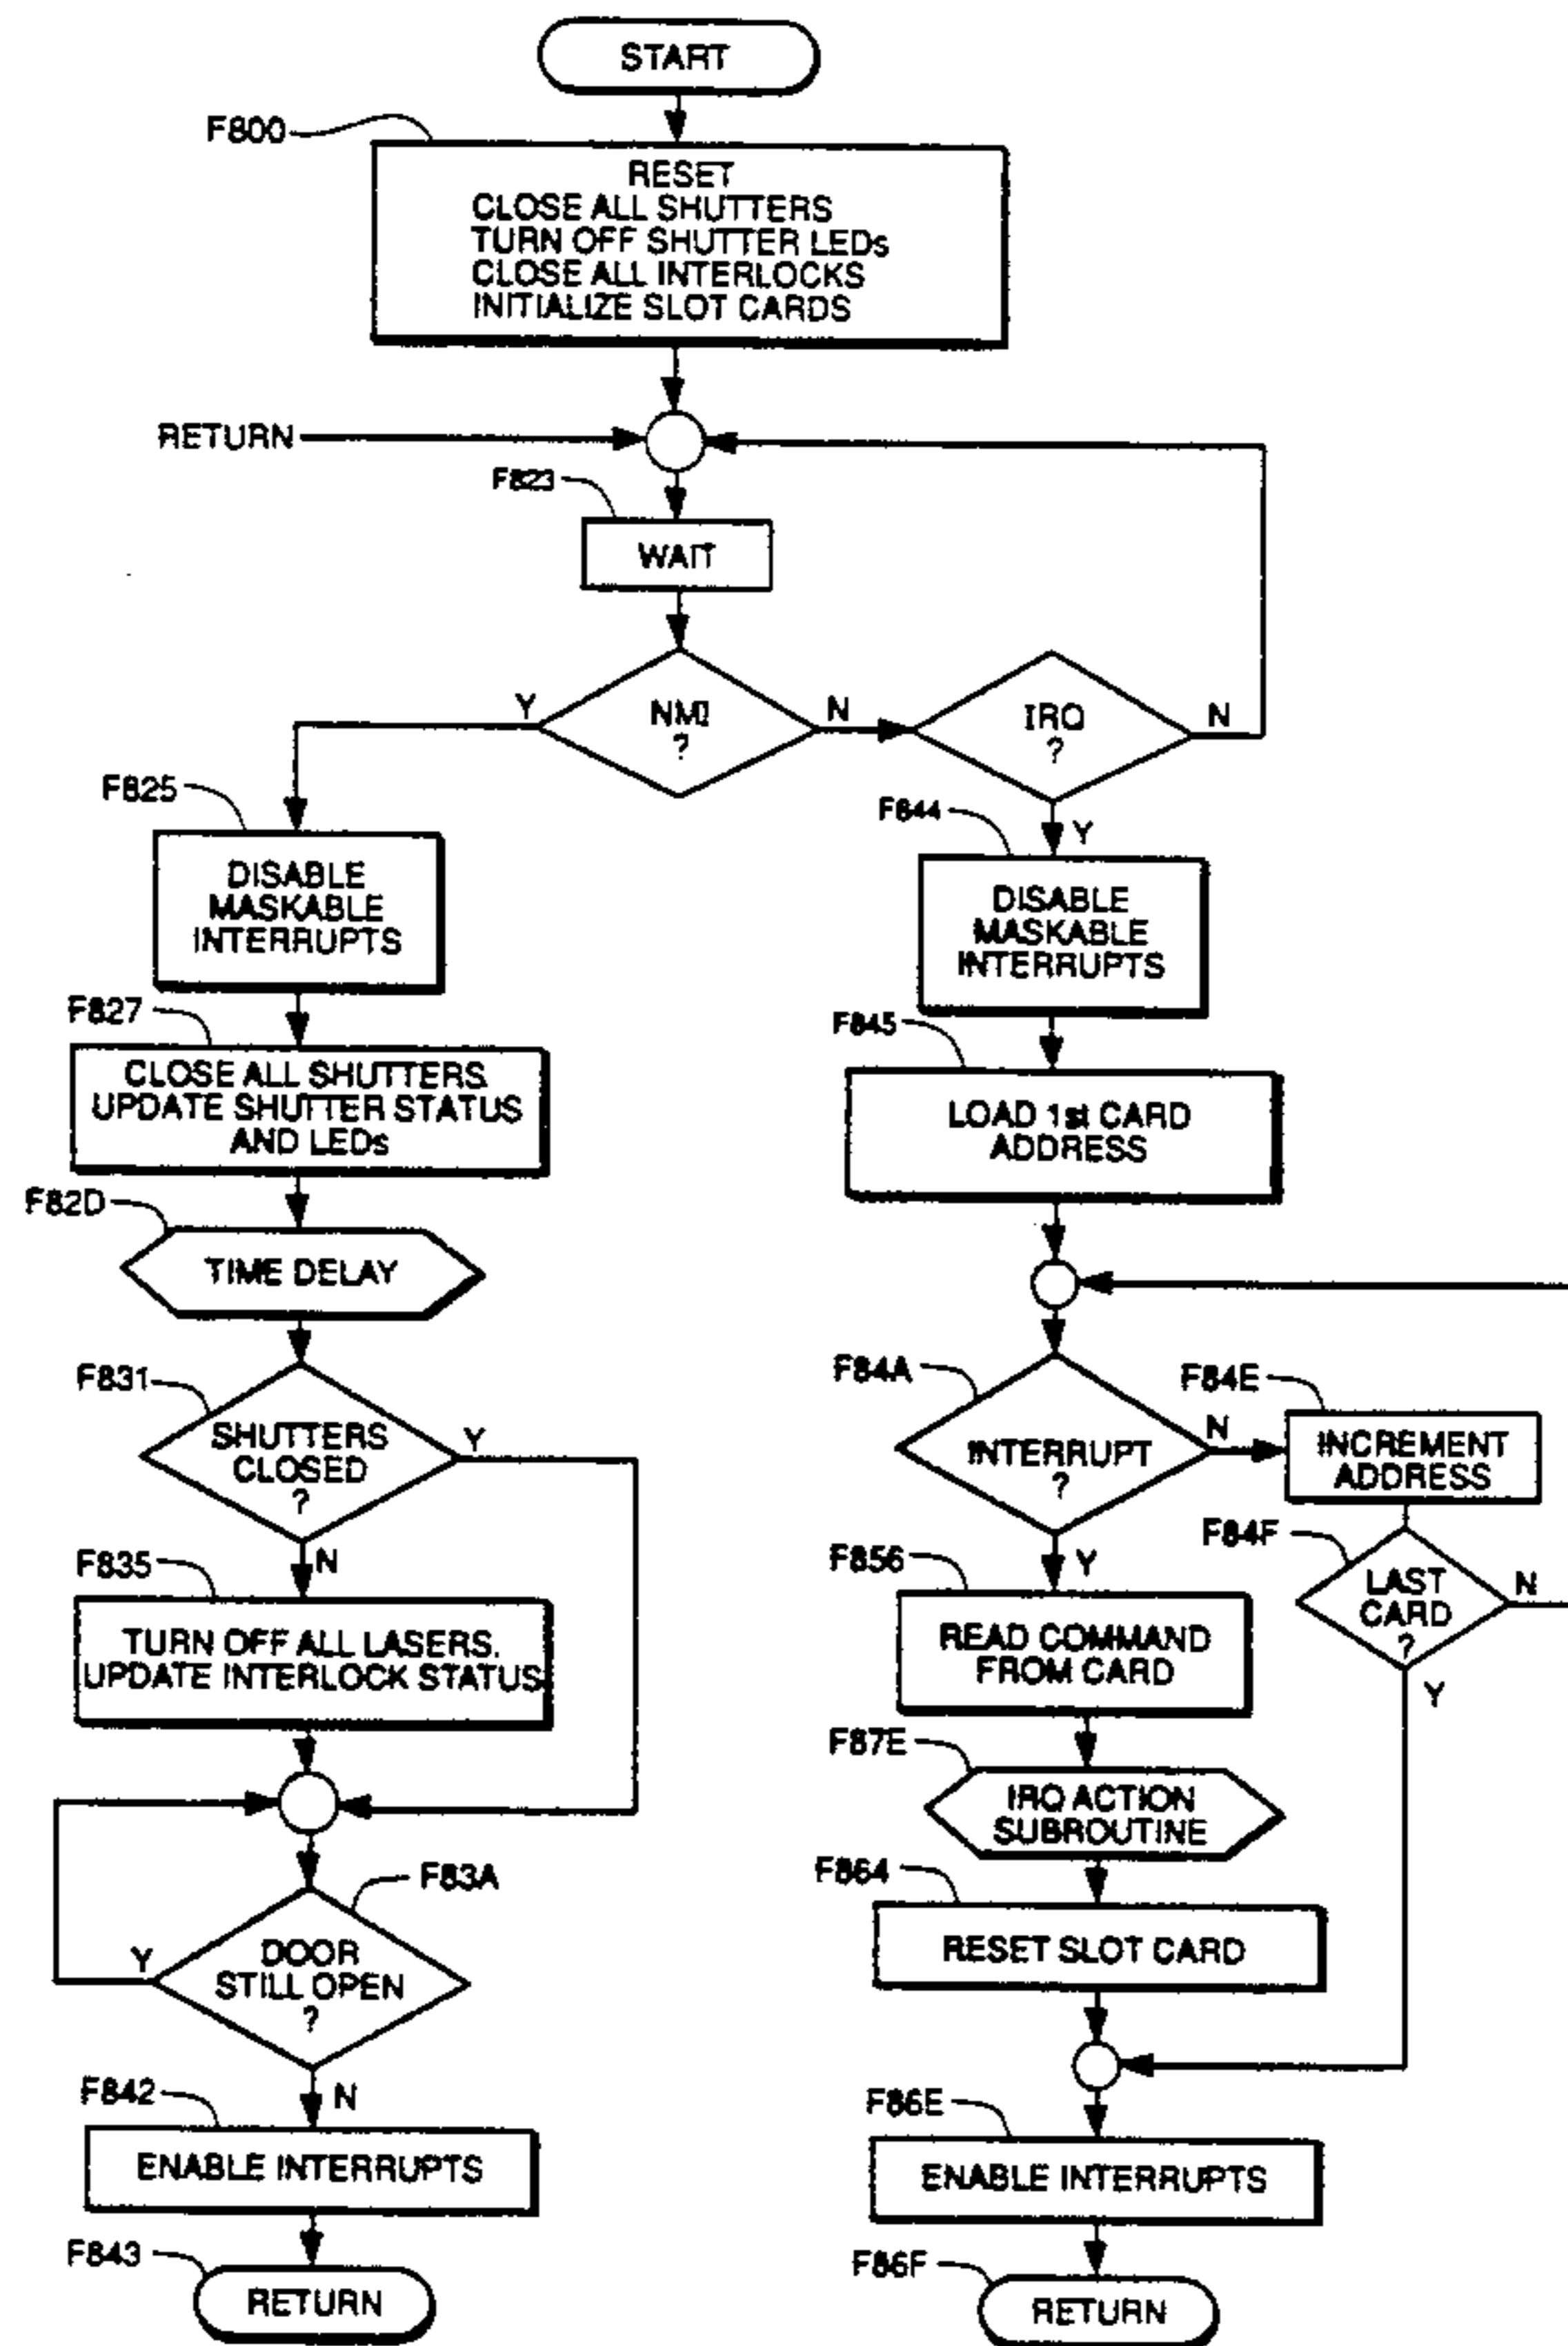 START
F800
RESET
CLOSE ALL SHUTTERS
TURN OFF SHUTTER LEDs
CLOSE ALL INTERLOCKS
INITIALIZE SLOT CARDS
RETURN
F823
WAIT
Y
NMI
?
N
IRQ
?
N
F825
DISABLE
MASKABLE
INTERRUPTS
F827
CLOSE ALL SHUTTERS
UPDATE SHUTTER STATUS
AND LEDs
F82D
TIME DELAY
F831
SHUTTERS
CLOSED
?
Y
N
F835
TURN OFF ALL LASERS.
UPDATE INTERLOCK STATUS
F83A
DOOR
STILL OPEN
?
Y
N
F842
ENABLE INTERRUPTS
F843
RETURN
F844
Y
DISABLE
MASKABLE
INTERRUPTS
F845
LOAD 1st CARD
ADDRESS
F84A
INTERRUPT
?
N
F84E
INCREMENT
ADDRESS
F84F
LAST
CARD
?
N
Y
Y
F856
READ COMMAND
FROM CARD
F87E
IRQ ACTION
SUBROUTINE
F864
RESET SLOT CARD
F86E
ENABLE INTERRUPTS
F86F
RETURN